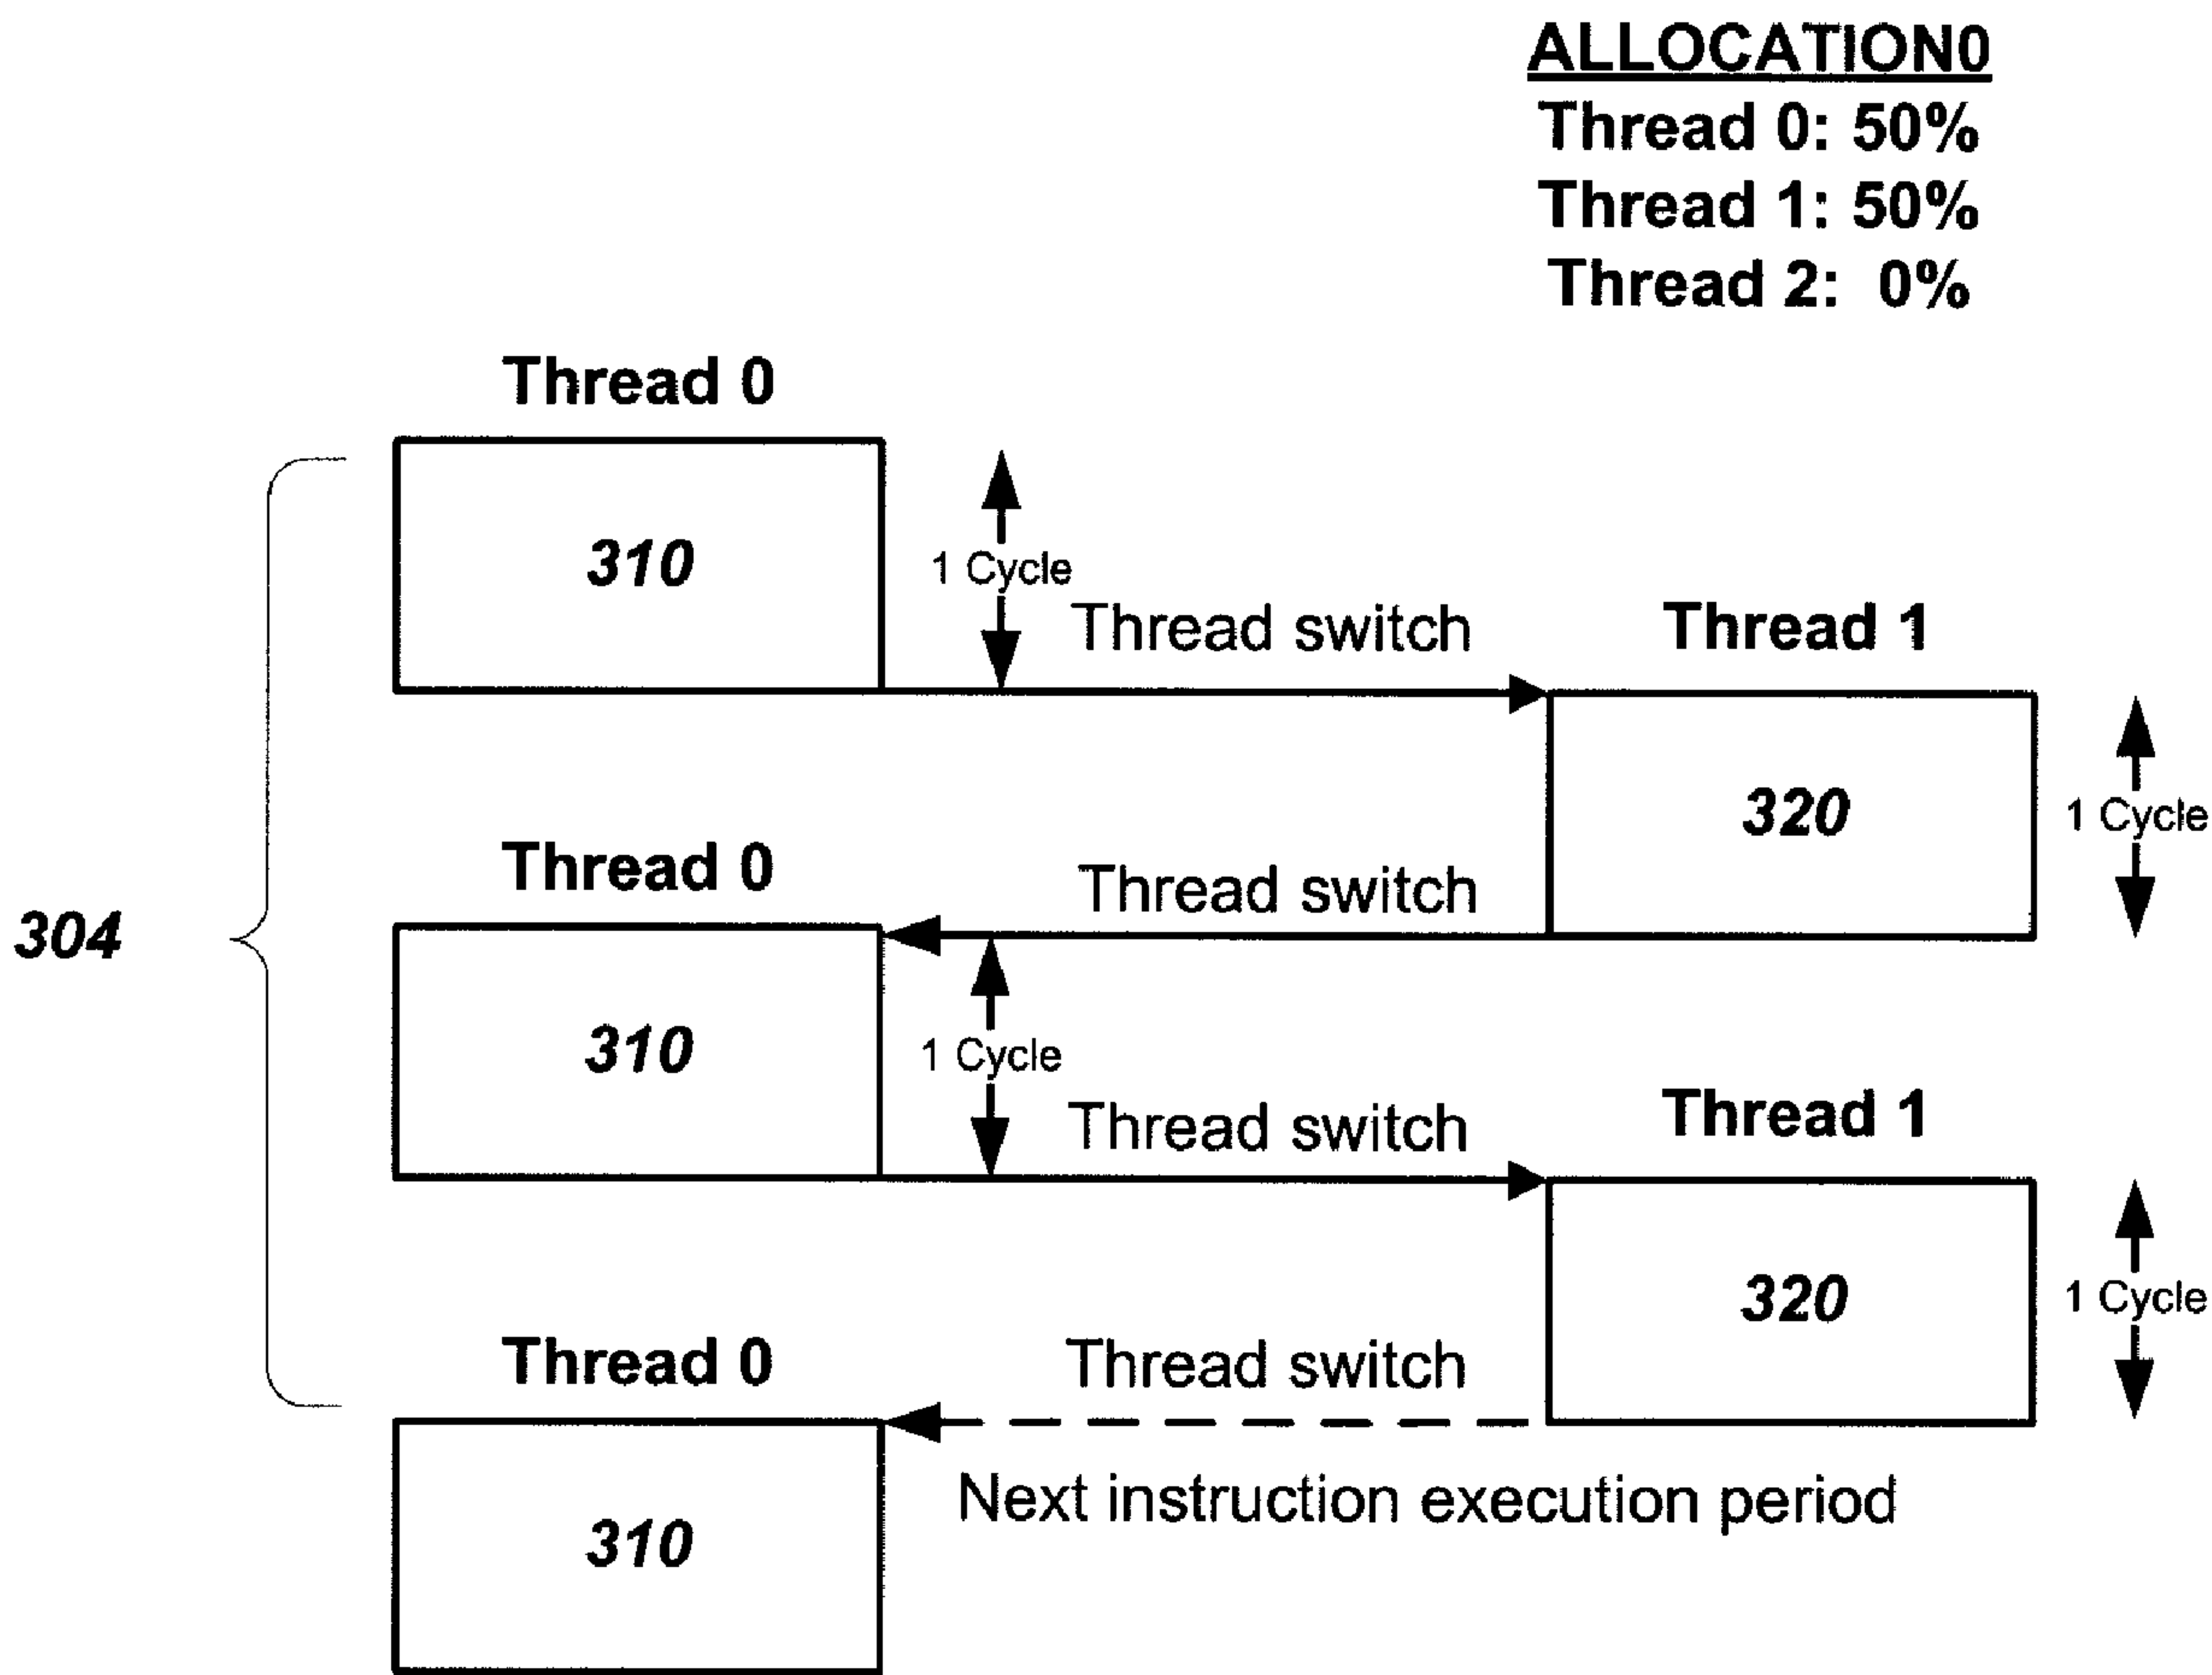 ALLOCATION0
Thread 0: 50%
Thread 1: 50%
Thread 2: 0%
Thread 0
310
1 Cycle
Thread switch
Thread 1
320
1 Cycle
Thread switch
Thread 0
304
310
1 Cycle
Thread switch
Thread 1
320
1 Cycle
Thread switch
Thread 0
310
Next instruction execution period